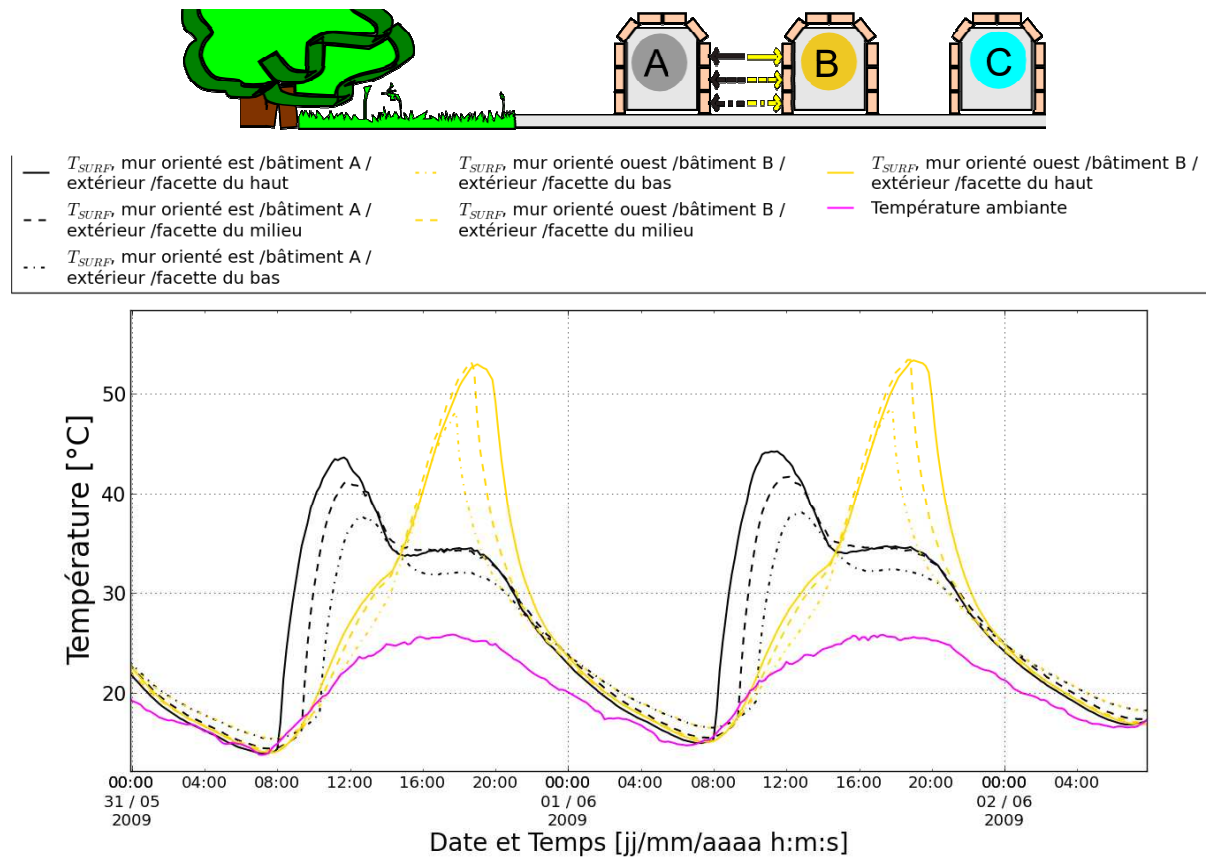 A
B
C
T_SURF, mur orienté est /bâtiment A /
extérieur /facette du haut
T_SURF, mur orienté est /bâtiment A /
extérieur /facette du milieu
T_SURF, mur orienté est /bâtiment A /
extérieur /facette du bas
T_SURF, mur orienté ouest /bâtiment B /
extérieur /facette du bas
T_SURF, mur orienté ouest /bâtiment B /
extérieur /facette du milieu
T_SURF, mur orienté ouest /bâtiment B /
extérieur /facette du haut
Température ambiante
Température [°C]
50
40
30
20
00:00 04:00 08:00 12:00 16:00 20:00 00:00 04:00 08:00 12:00 16:00 20:00 00:00 04:00
31 / 05 01 / 06 02 / 06
2009 2009 2009
Date et Temps [jj/mm/aaaa h:m:s]